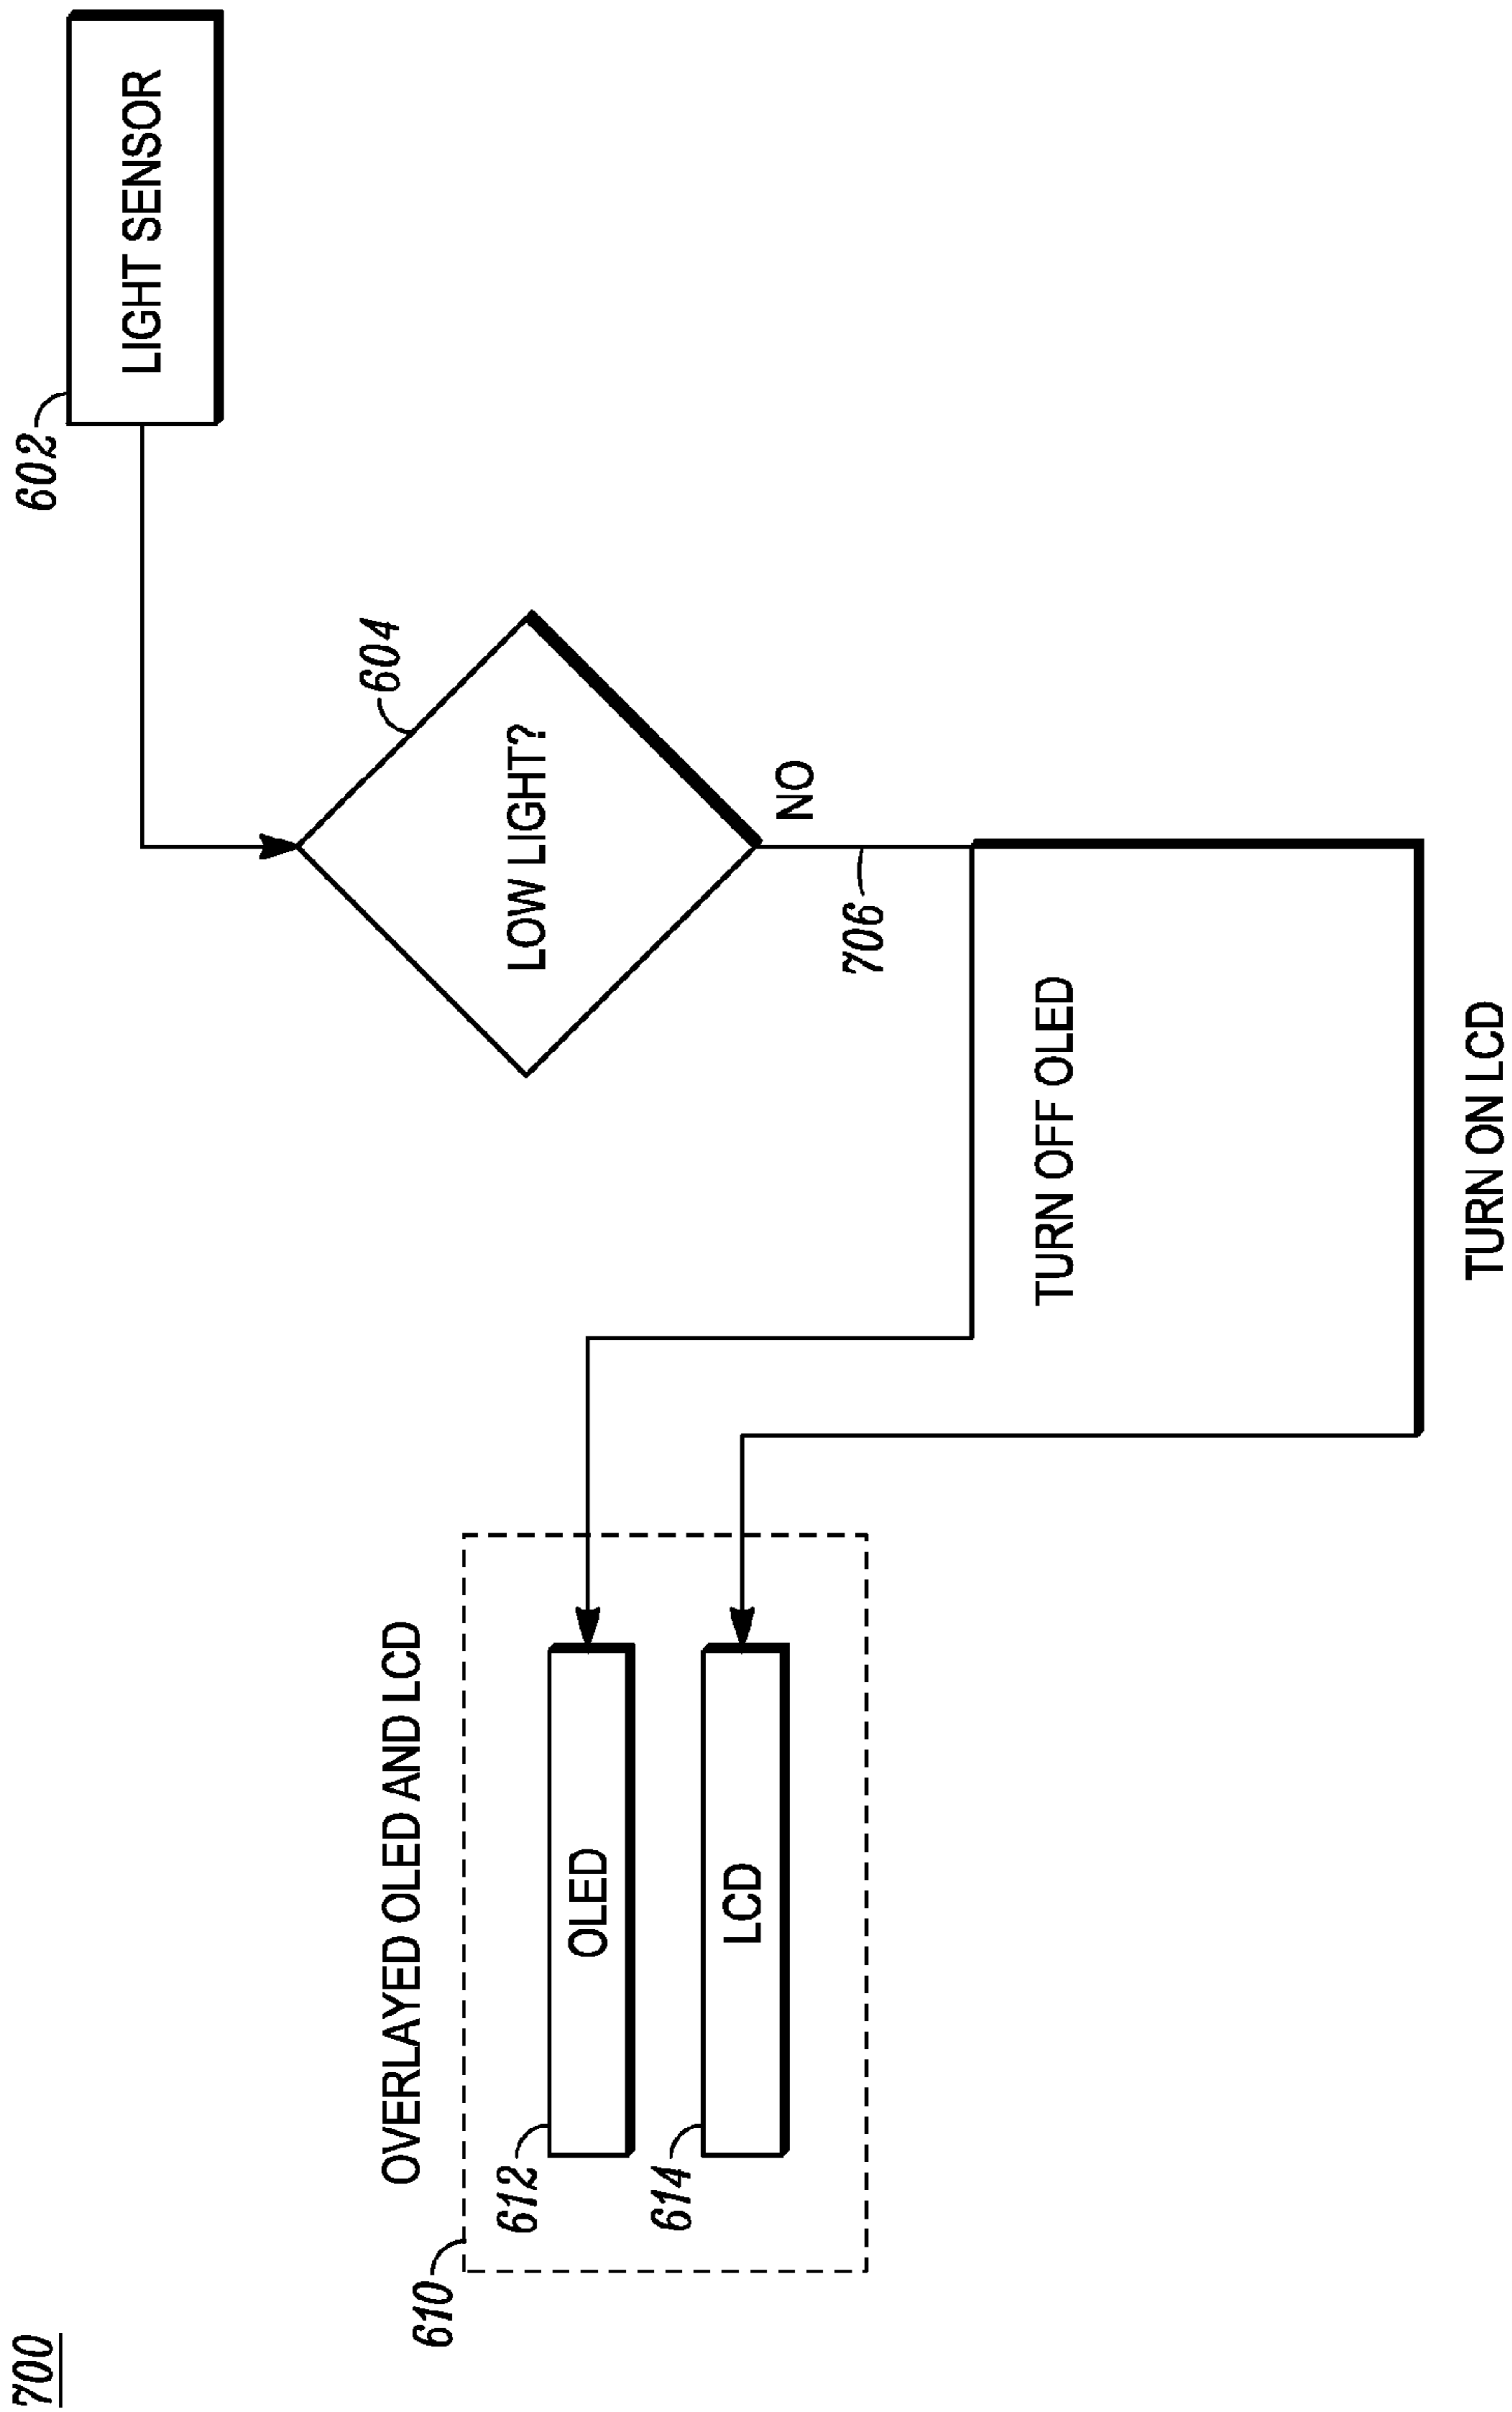 700
OVERLAYED OLED AND LCD
610
612
OLED
614
LCD
602
LIGHT SENSOR
604
LOW LIGHT?
NO
706
TURN OFF OLED
TURN ON LCD